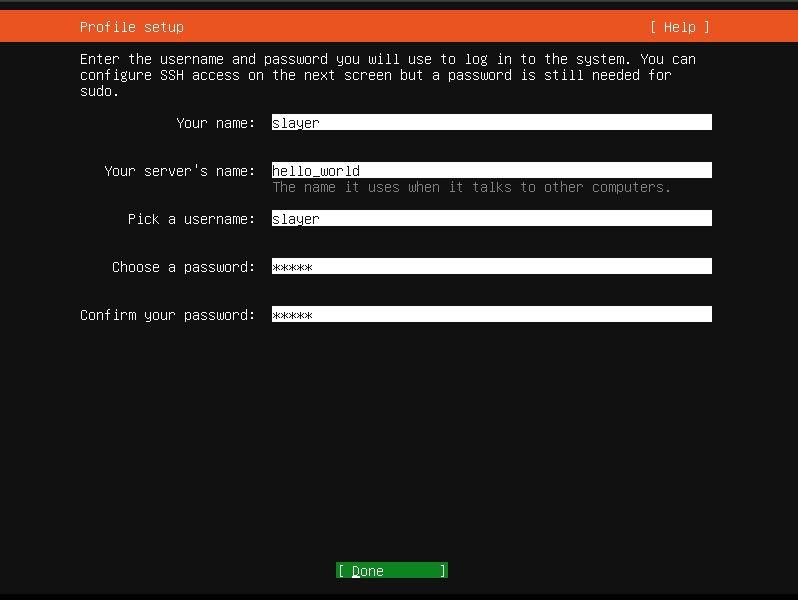 Profile setup [ Help ]
Enter the username and password you will use to log in to the system. You can
configure SSH access on the next screen but a password is still needed for
sudo.
Your name: slayer
Your server's name: hello_world
The name it uses when it talks to other computers.
Pick a username: slayer
Choose a password: *****
Confirm your password: *****
[ Done ]